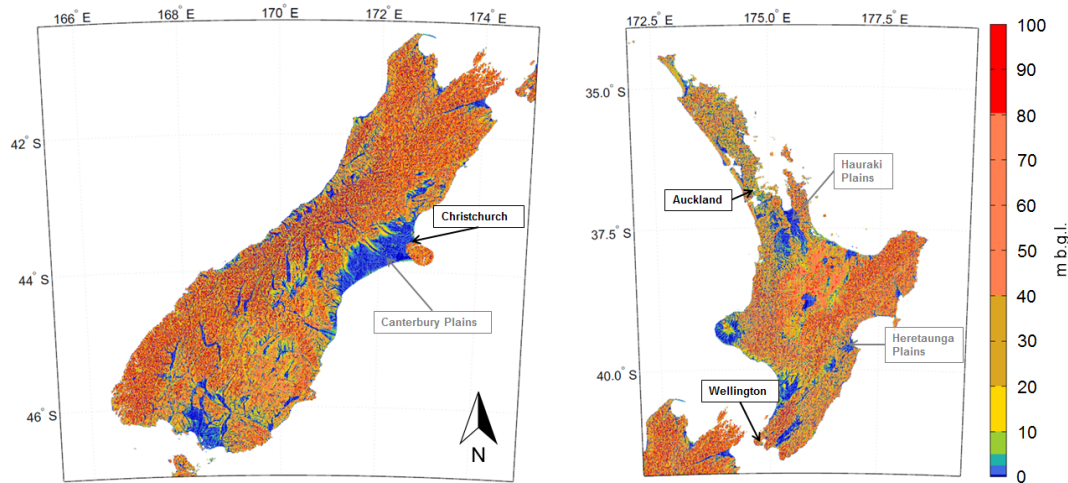 166° E
168° E
170° E
172° E
174° E
42° S
44° S
46° S
Christchurch
Canterbury Plains
N
172.5° E
175.0° E
177.5° E
35.0° S
37.5° S
40.0° S
Hauraki
Plains
Auckland
Heretaunga
Plains
Wellington
100
90
80
70
60
50
40
30
20
10
0
m b.g.l.